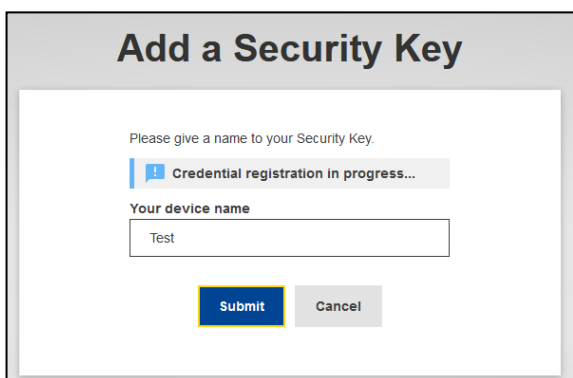 Add a Security Key
Please give a name to your Security Key.
! Credential registration in progress...
Your device name
Test
Submit Cancel